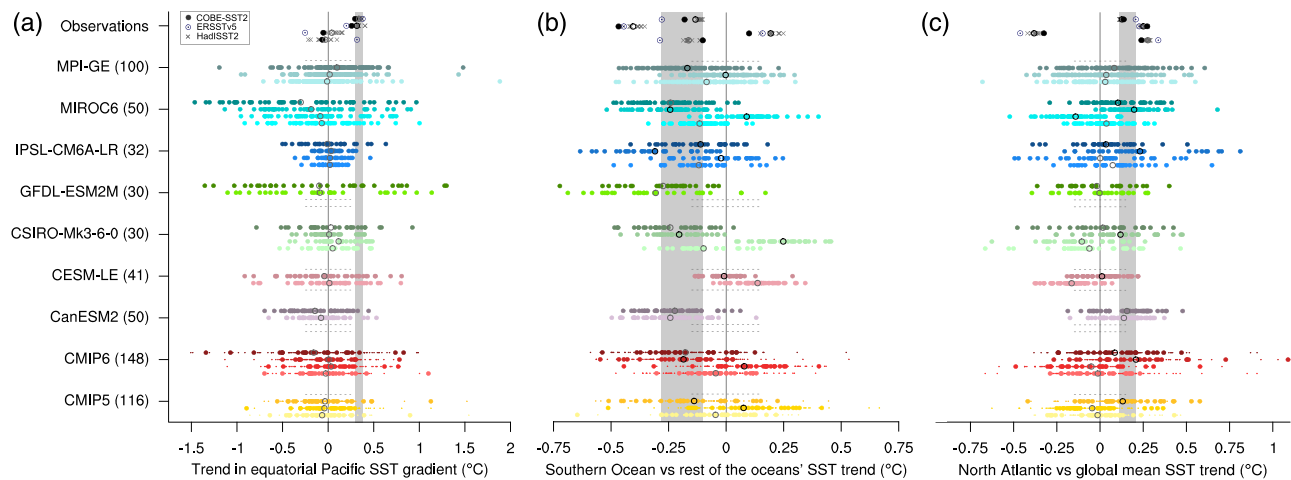 (a)
COBE-SST2
ERSSTv5
HadISST2
(b)
(c)
Observations
MPI-GE (100)
MIROC6 (50)
IPSL-CM6A-LR (32)
GFDL-ESM2M (30)
CSIRO-Mk3-6-0 (30)
CESM-LE (41)
CanESM2 (50)
CMIP6 (148)
CMIP5 (116)
-1.5 -1 -0.5 0 0.5 1 1.5 2
Trend in equatorial Pacific SST gradient (°C)
-0.75 -0.5 -0.25 0 0.25 0.5 0.75
Southern Ocean vs rest of the oceans' SST trend (°C)
-0.75 -0.5 -0.25 0 0.25 0.5 0.75 1
North Atlantic vs global mean SST trend (°C)